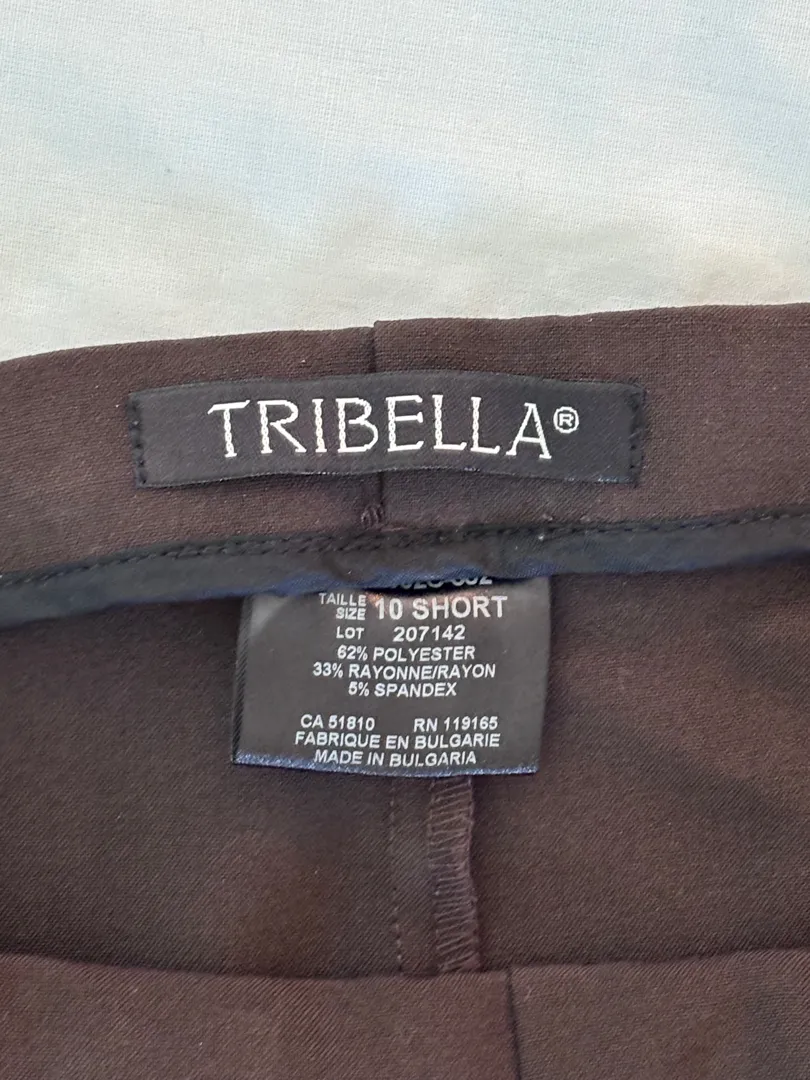 TRIBELLA®
TAILLE
SIZE 10 SHORT
LOT 207142
62% POLYESTER
33% RAYONNE/RAYON
5% SPANDEX
CA 51810 RN 119165
FABRIQUE EN BULGARIE
MADE IN BULGARIA